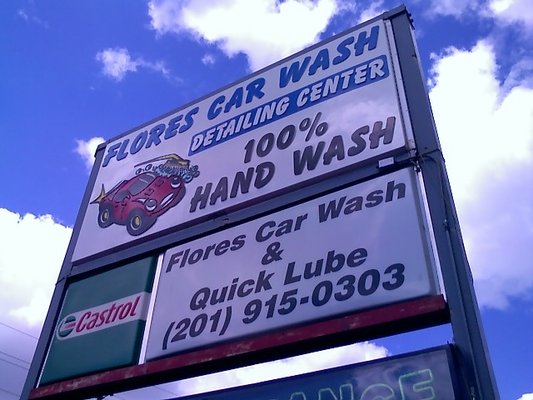 FLORES CAR WASH
DETAILING CENTER
100%
HAND WASH
Flores Car Wash
&
Quick Lube
(201) 915-0303
Castrol